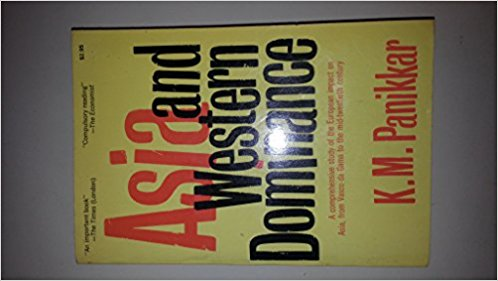 $2.95
"An important book"
—The Times (London)
"Compulsory reading"
—The Economist
Asia
and
Western
Dominance
A comprehensive study of the European impact on
Asia, from Vasco da Gama to the mid-twentieth century
K.M. Panikkar